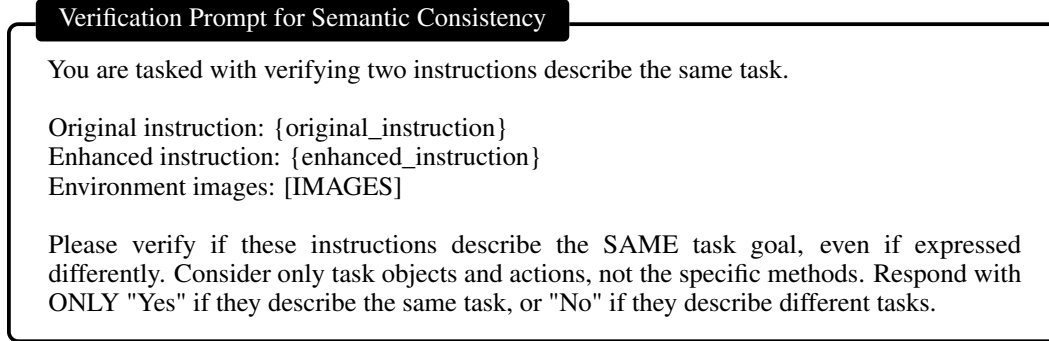 Verification Prompt for Semantic Consistency
You are tasked with verifying two instructions describe the same task.
Original instruction: {original_instruction}
Enhanced instruction: {enhanced_instruction}
Environment images: [IMAGES]
Please verify if these instructions describe the SAME task goal, even if expressed
differently. Consider only task objects and actions, not the specific methods. Respond with
ONLY "Yes" if they describe the same task, or "No" if they describe different tasks.